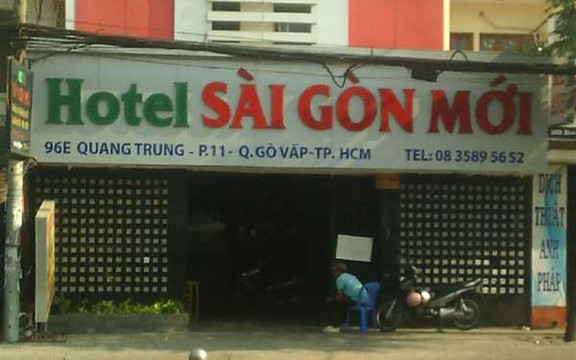 Hotel SÀI GÒN MỚI
96E QUANG TRUNG - P.11- Q.GÒ VẤP-TP. HCM TEL: 08 3589 56 52
DỊCH
THUẬT
ANH
PHÁP